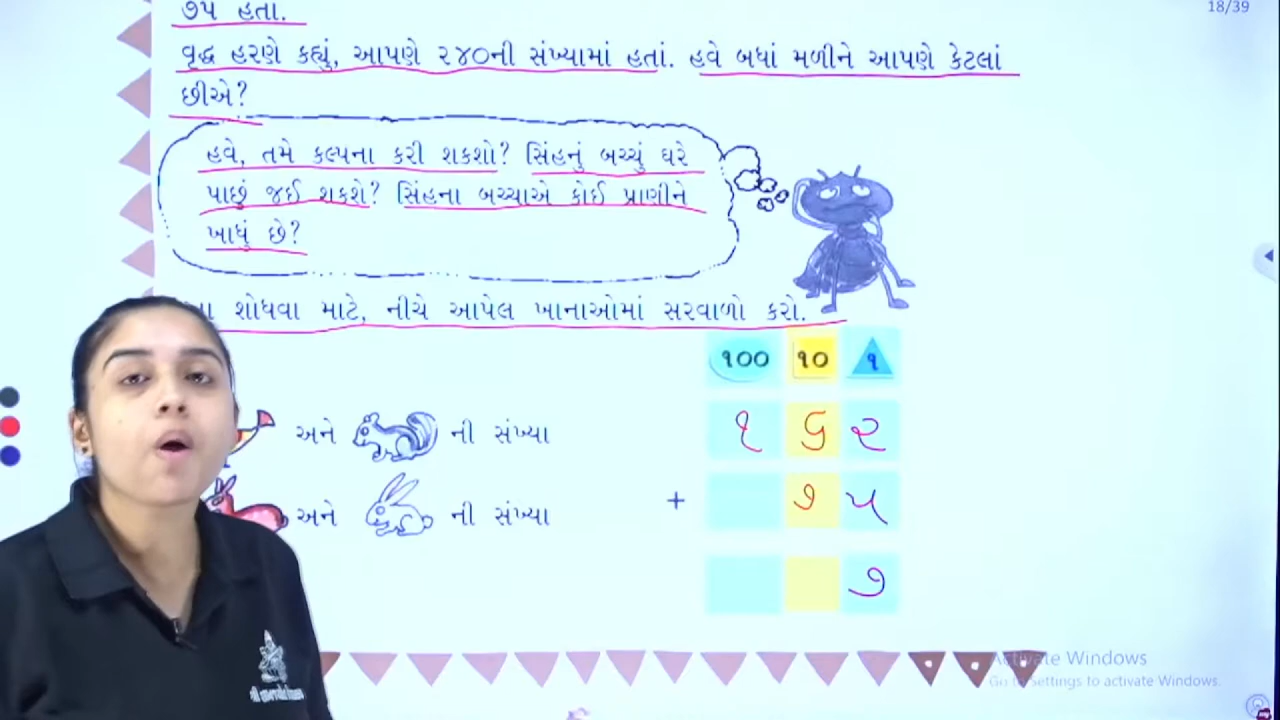 ૭૫ હતા.
18/39
વૃદ્ધ હરણે કહ્યું, આપણે ૨૪૦ની સંખ્યામાં હતાં. હવે બધાં મળીને આપણે કેટલાં
છીએ?
હવે, તમે કલ્પના કરી શકશો? સિંહનું બચ્ચું ઘરે
પાછું જઈ શકશે? સિંહના બચ્ચાએ કોઈ પ્રાણીને
ખાધું છે?
શોધવા માટે, નીચે આપેલ ખાનાઓમાં સરવાળો કરો.
૧૦૦ ૧૦ ૧
અને ની સંખ્યા ૧ ૬ ૨
અને ની સંખ્યા + ૭ ૫
૭
Activate Windows
Go to Settings to activate Windows.